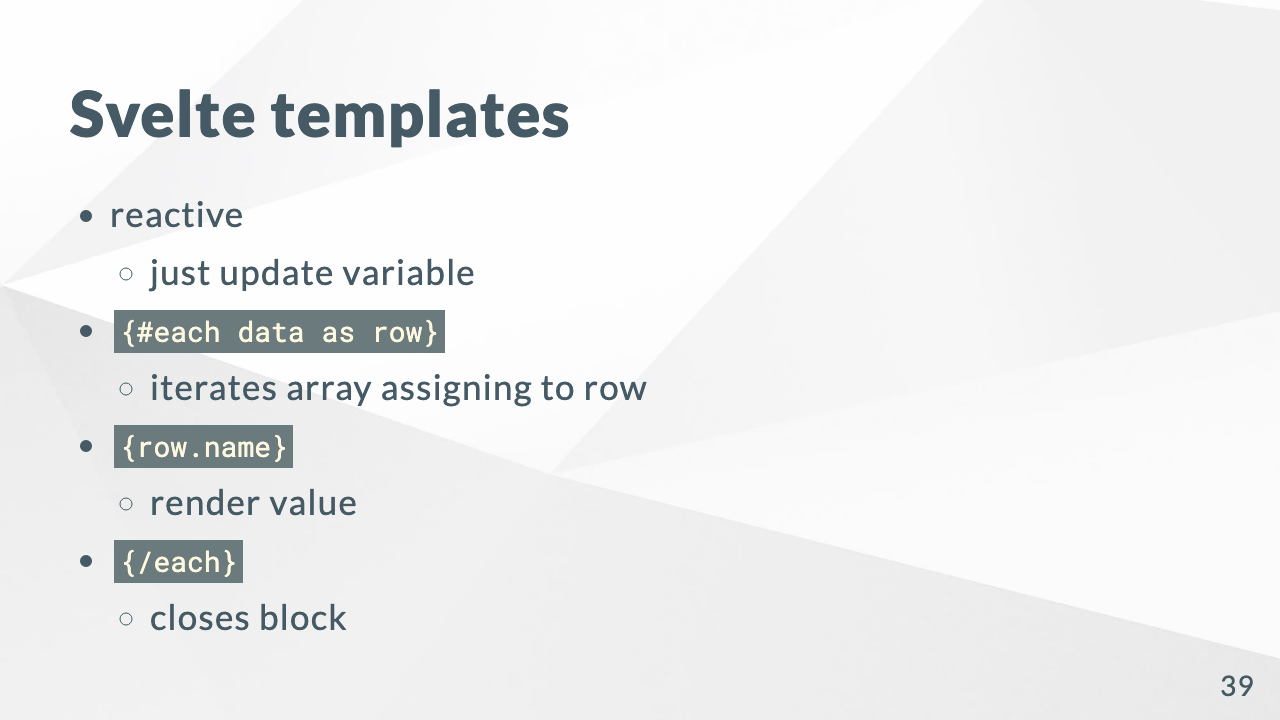 Svelte templates
reactive
just update variable
{#each data as row}
iterates array assigning to row
{row.name}
render value
{/each}
closes block
39